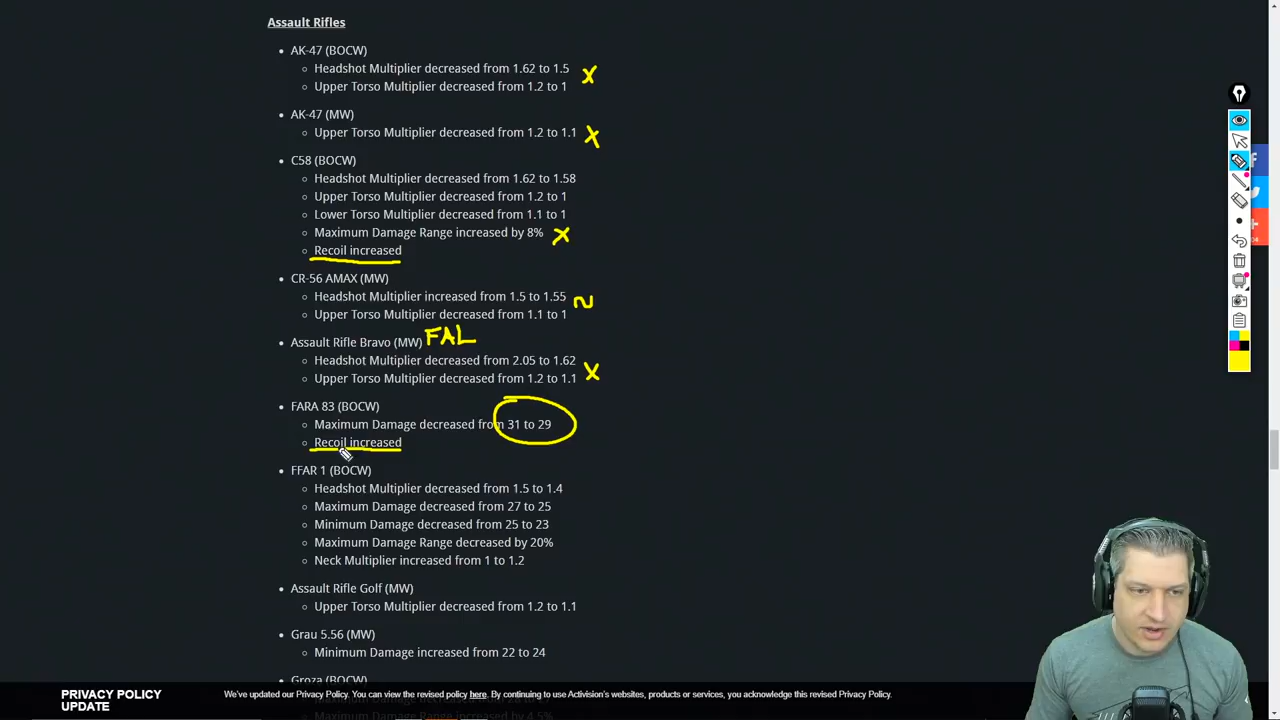 Assault Rifles
AK-47 (BOCW)
Headshot Multiplier decreased from 1.62 to 1.5
X
Upper Torso Multiplier decreased from 1.2 to 1
AK-47 (MW)
Upper Torso Multiplier decreased from 1.2 to 1.1 X
C58 (BOCW)
Headshot Multiplier decreased from 1.62 to 1.58
Upper Torso Multiplier decreased from 1.2 to 1
Lower Torso Multiplier decreased from 1.1 to 1
Maximum Damage Range increased by 8% X
Recoil increased
CR-56 AMAX (MW)
Headshot Multiplier increased from 1.5 to 1.55 ~
Upper Torso Multiplier decreased from 1.1 to 1
Assault Rifle Bravo (MW) FAL
Headshot Multiplier decreased from 2.05 to 1.62
X
Upper Torso Multiplier decreased from 1.2 to 1.1
FARA 83 (BOCW)
Maximum Damage decreased from 31 to 29
Recoil increased
FFAR 1 (BOCW)
Headshot Multiplier decreased from 1.5 to 1.4
Maximum Damage decreased from 27 to 25
Minimum Damage decreased from 25 to 23
Maximum Damage Range decreased by 20%
Neck Multiplier increased from 1 to 1.2
Assault Rifle Golf (MW)
Upper Torso Multiplier decreased from 1.2 to 1.1
Grau 5.56 (MW)
Minimum Damage increased from 22 to 24
Groza (BOCW)
PRIVACY POLICY UPDATE
We've updated our Privacy Policy. You can view the revised policy here. By continuing to use Activision's websites, products or services, you acknowledge this revised Privacy Policy.